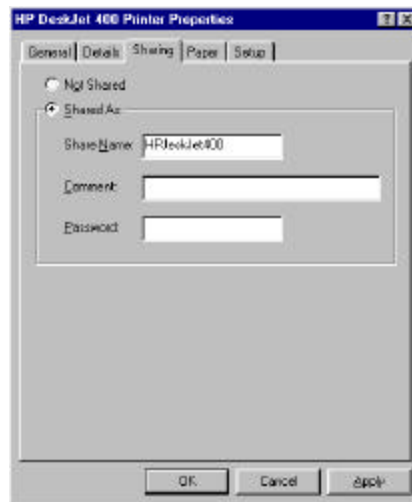 HP DeskJet 400 Printer Properties
General Details Sharing Paper Setup
Not Shared
Shared As
Share Name: HPdeskJet400
Comment:
Password:
OK Cancel Apply